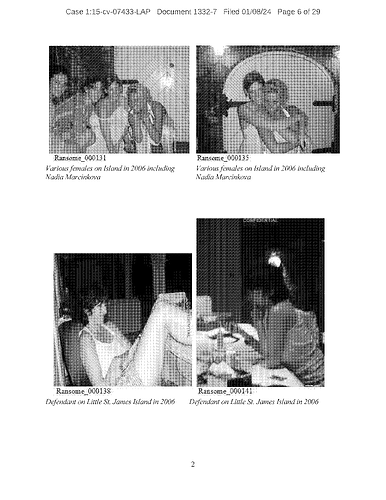 Case 1:15-cv-07433-LAP Document 1332-7 Filed 01/08/24 Page 6 of 29
Ransome_000131
Various females on Island in 2006 including
Nadia Marcinkova
Ransome_000135
Various females on Island in 2006 including
Nadia Marcinkova
CONFIDENTIAL
Ransome_000138
Defendant on Little St. James Island in 2006
Ransome_000141
Defendant on Little St. James Island in 2006
2